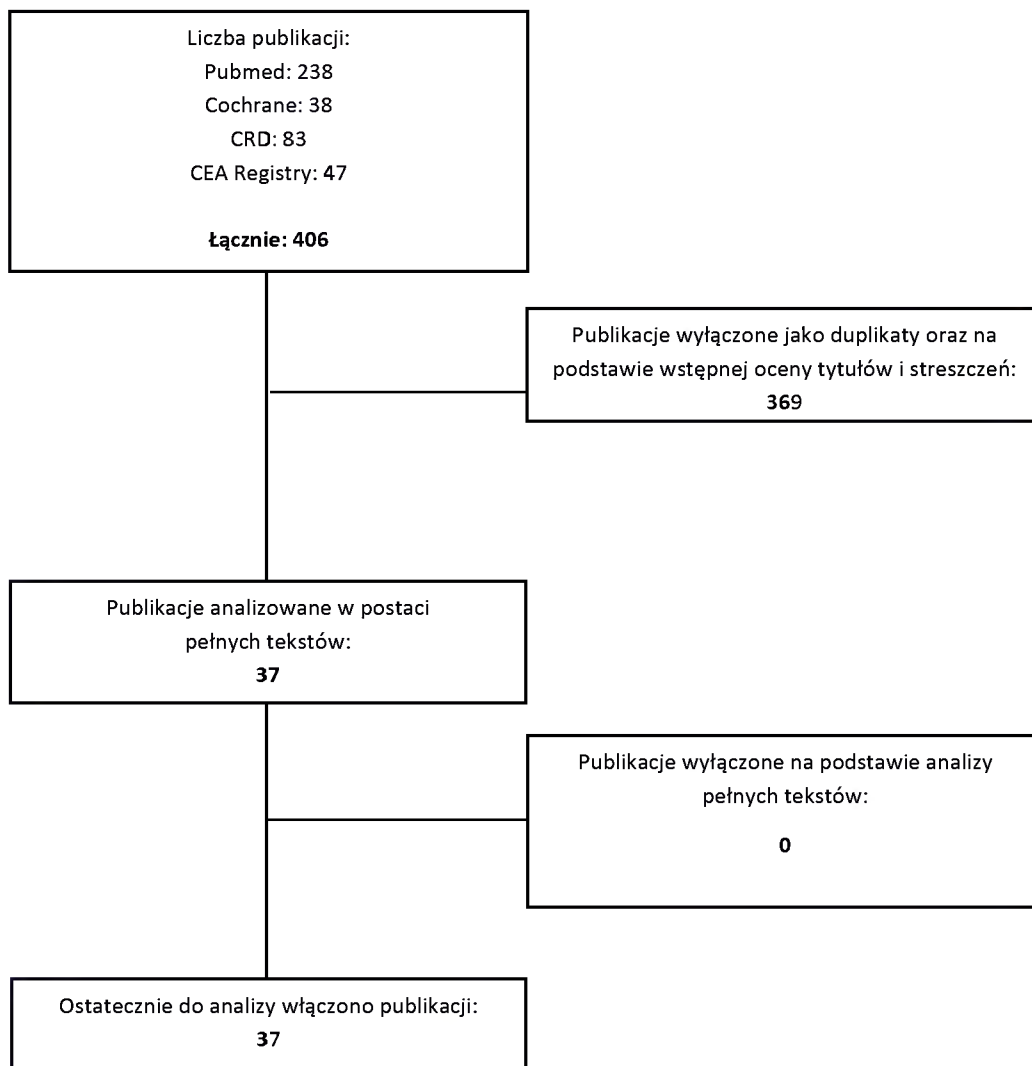 Liczba publikacji:
Pubmed: 238
Cochrane: 38
CRD: 83
CEA Registry: 47
Łącznie: 406
Publikacje wyłączone jako duplikaty oraz na
podstawie wstępnej oceny tytułów i streszczeń:
369
Publikacje analizowane w postaci
pełnych tekstów:
37
Publikacje wyłączone na podstawie analizy
pełnych tekstów:
0
Ostatecznie do analizy włączono publikacji:
37